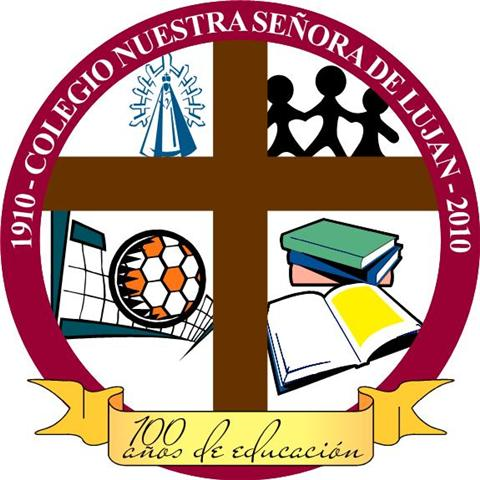 1910 - COLEGIO NUESTRA SEÑORA DE LUJAN - 2010
100
años de educación